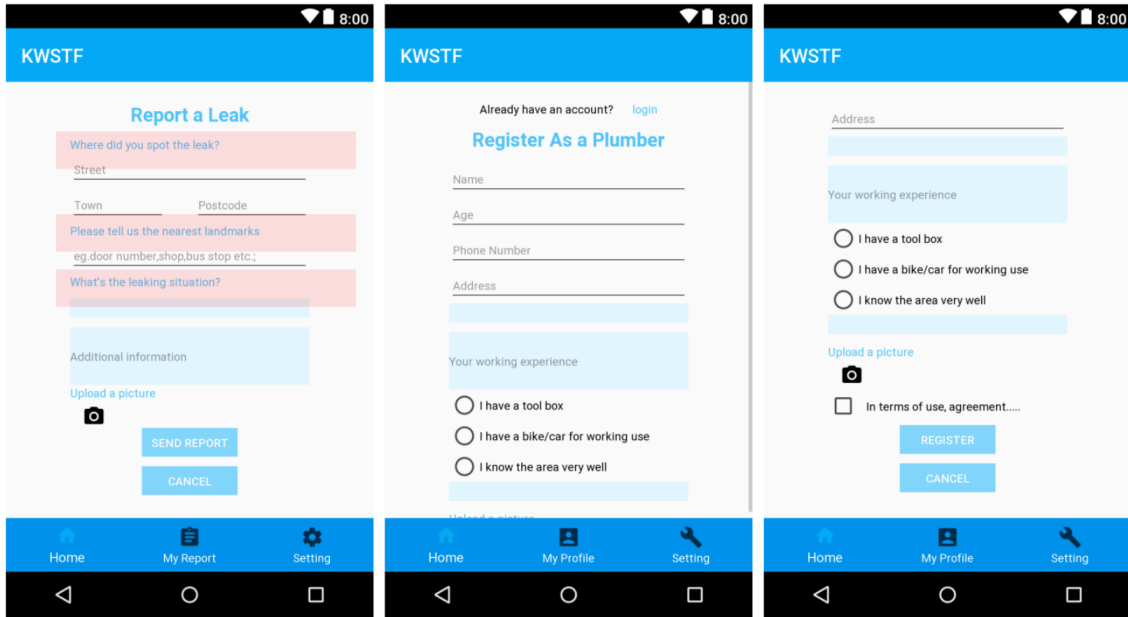 8:00
KWSTF
Report a Leak
Where did you spot the leak?
Street
Town Postcode
Please tell us the nearest landmarks
eg.door number,shop,bus stop etc.;
What's the leaking situation?
Additional information
Upload a picture
SEND REPORT
CANCEL
Home My Report Setting
8:00
KWSTF
Already have an account? login
Register As a Plumber
Name
Age
Phone Number
Address
Your working experience
I have a tool box
I have a bike/car for working use
I know the area very well
Upload a picture
Home My Profile Setting
8:00
KWSTF
Address
Your working experience
I have a tool box
I have a bike/car for working use
I know the area very well
Upload a picture
In terms of use, agreement.....
REGISTER
CANCEL
Home My Profile Setting